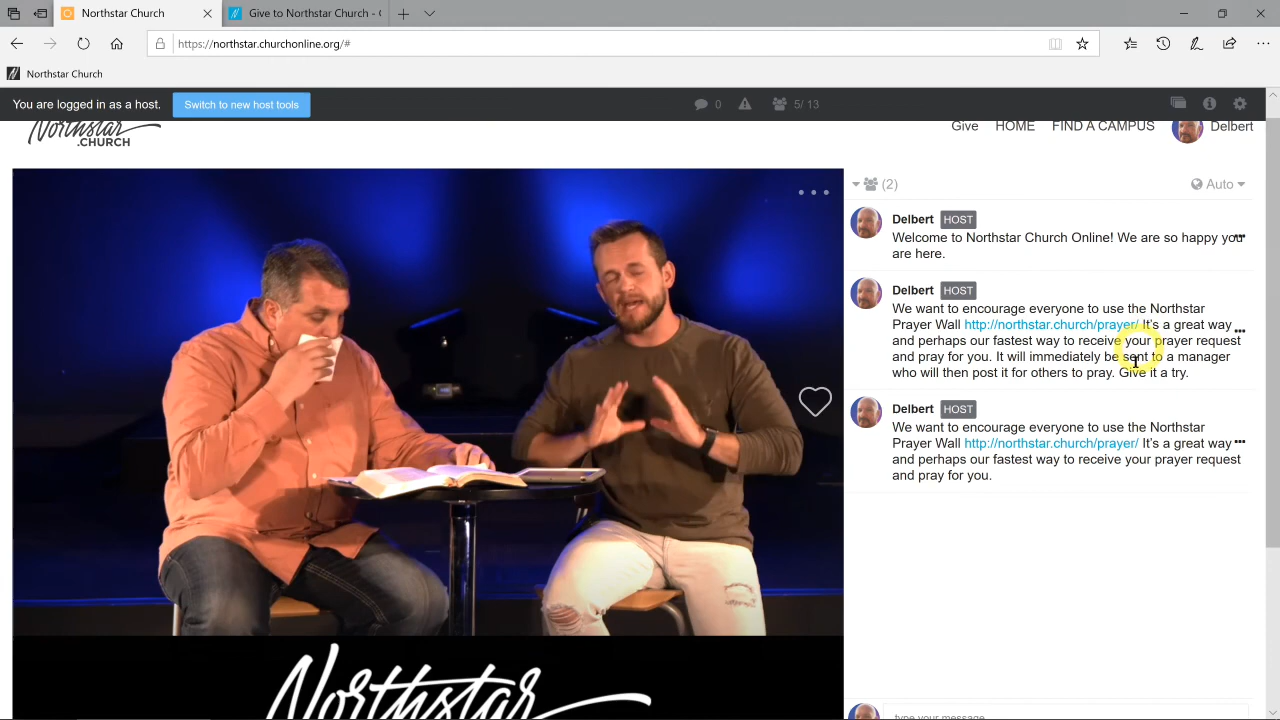 Northstar Church
Give to Northstar Church - (
https://northstar.churchonline.org/#
Northstar Church
You are logged in as a host.
Switch to new host tools
0
5/ 13
Northstar
.CHURCH
Give
HOME
FIND A CAMPUS
Delbert
(2)
Auto
Delbert HOST
Welcome to Northstar Church Online! We are so happy you
are here.
Delbert HOST
We want to encourage everyone to use the Northstar
Prayer Wall http://northstar.church/prayer/ It's a great way
and perhaps our fastest way to receive your prayer request
and pray for you. It will immediately be sent to a manager
who will then post it for others to pray. Give it a try.
Delbert HOST
We want to encourage everyone to use the Northstar
Prayer Wall http://northstar.church/prayer/ It's a great way
and perhaps our fastest way to receive your prayer request
and pray for you.
Northstar
type your message